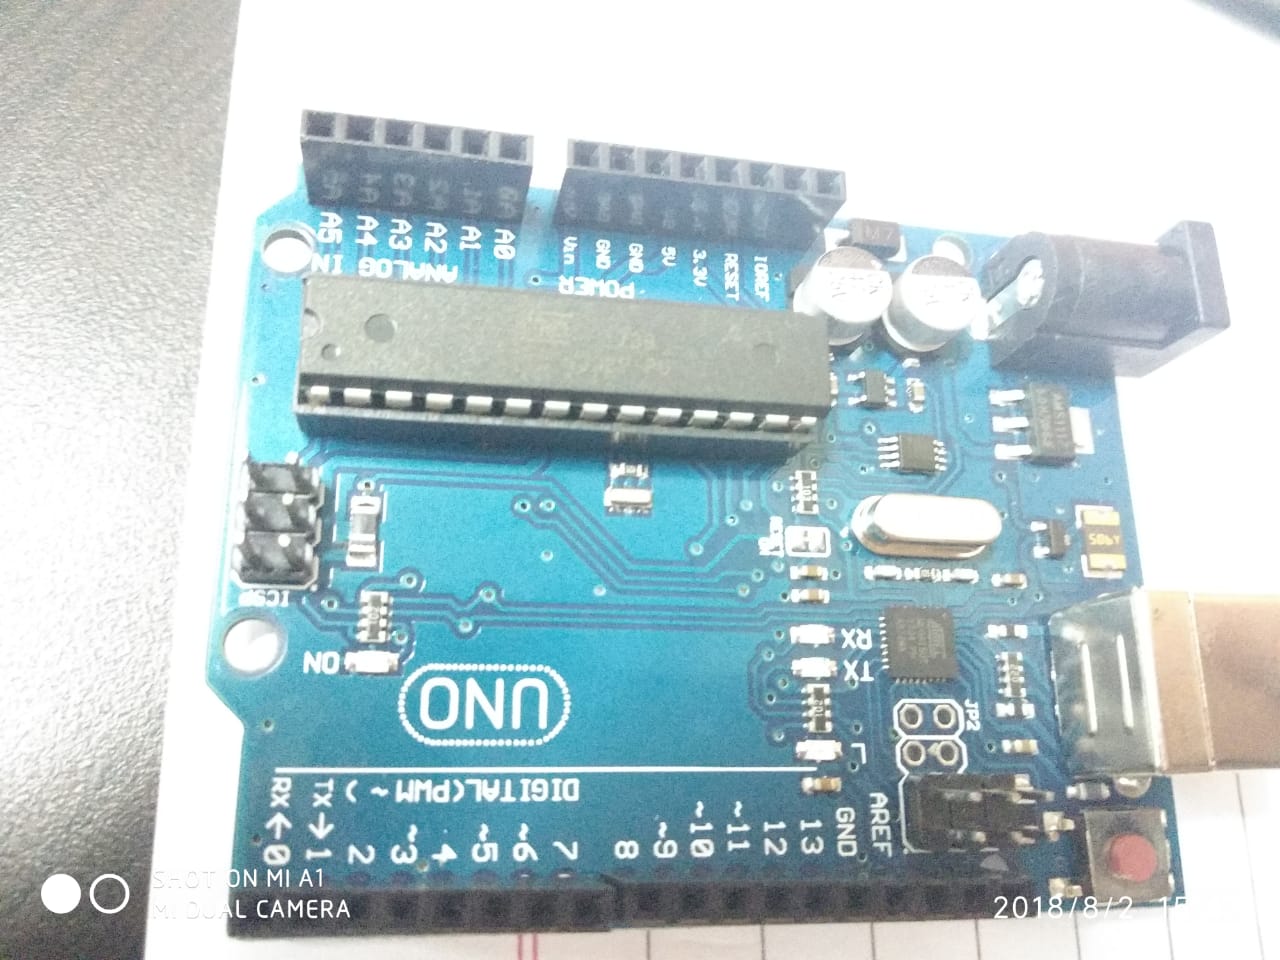 A5 A4 A3 A2 A1 A0
ANALOG IN
Vin GND GND 5V 3.3V RESET IOREF
POWER
M7
ICSP
ON
UNO
RX
TX
L
JP2
DIGITAL(PWM ~)
RX←0 TX→1 2 ~3 4 ~5 ~6 7 8 ~9 ~10 ~11 12 13 GND AREF
SHOT ON MI A1
MI DUAL CAMERA
2018/8/2